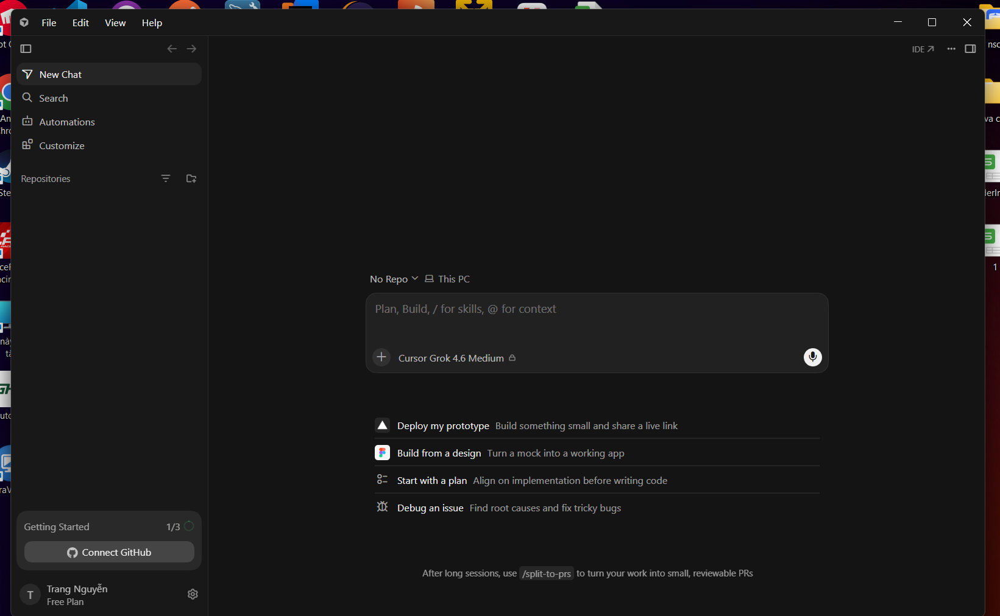 File Edit View Help
IDE
New Chat
Search
Automations
Customize
Repositories
No Repo This PC
Plan, Build, / for skills, @ for context
Cursor Grok 4.6 Medium
Deploy my prototype Build something small and share a live link
Build from a design Turn a mock into a working app
Start with a plan Align on implementation before writing code
Debug an issue Find root causes and fix tricky bugs
After long sessions, use /split-to-prs to turn your work into small, reviewable PRs
Getting Started 1/3
Connect GitHub
T
Trang Nguyễn
Free Plan
1